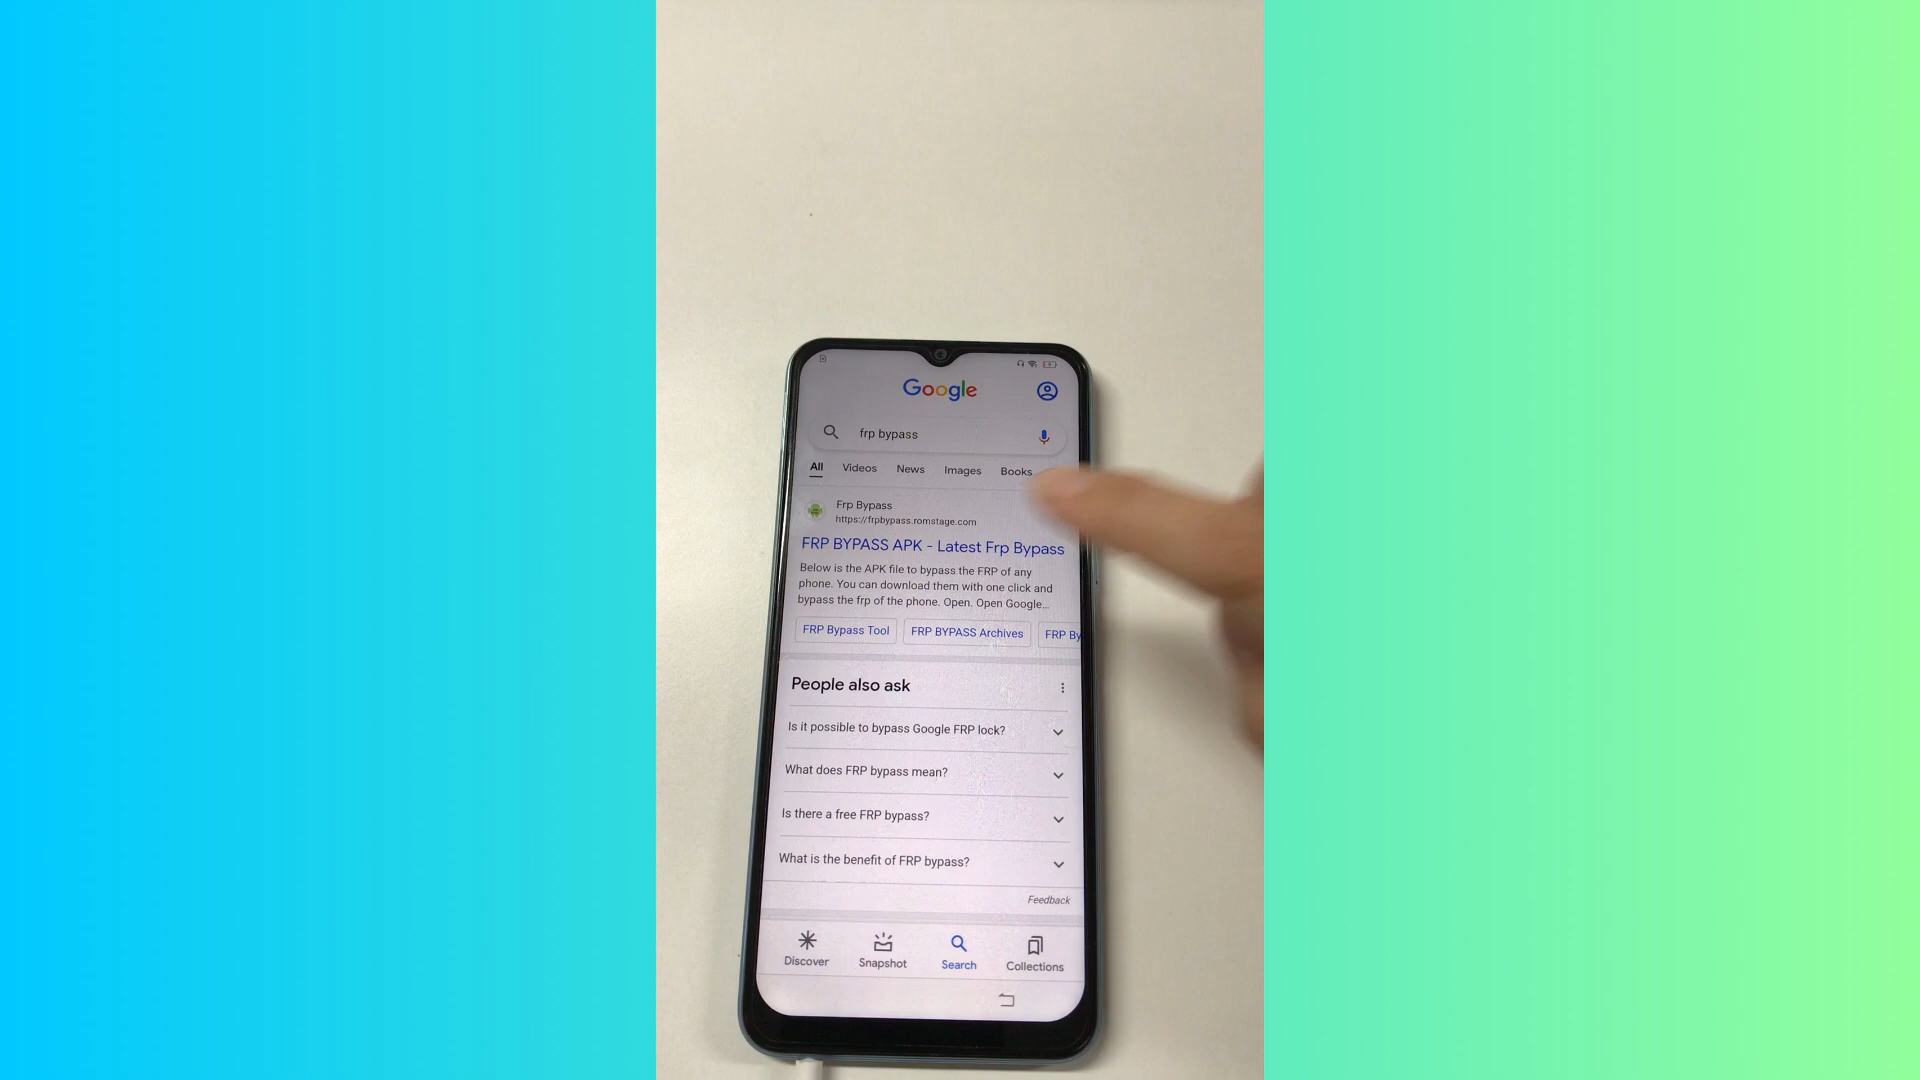 Google
frp bypass
All Videos News Images Books
Frp Bypass
https://frpbypass.romstage.com
FRP BYPASS APK - Latest Frp Bypass
Below is the APK file to bypass the FRP of any
phone. You can download them with one click and
bypass the frp of the phone. Open. Open Google...
FRP Bypass Tool FRP BYPASS Archives FRP By
People also ask
Is it possible to bypass Google FRP lock?
What does FRP bypass mean?
Is there a free FRP bypass?
What is the benefit of FRP bypass?
Feedback
Discover Snapshot Search Collections